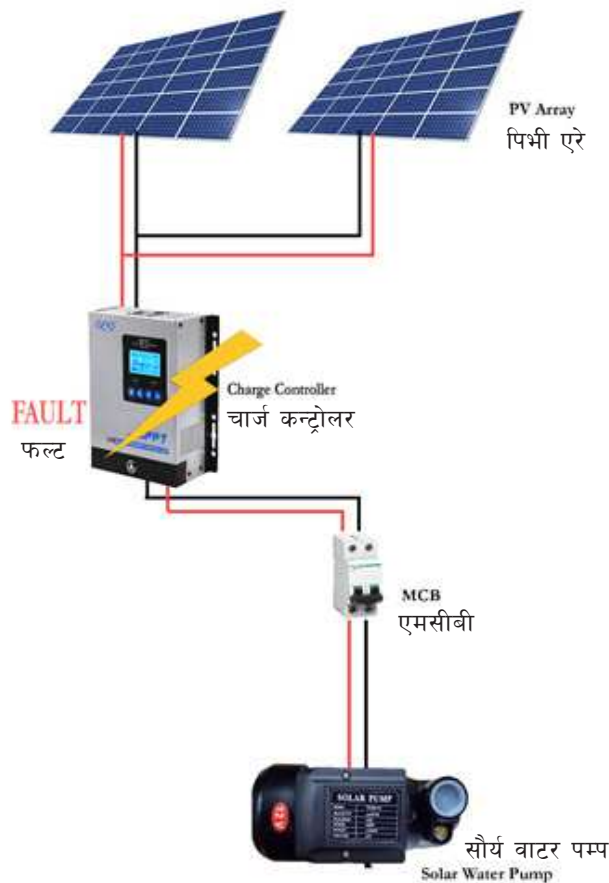 PV Array
पिभी एरे
Charge Controller
चार्ज कन्ट्रोलर
FAULT
फल्ट
MCB
एमसीबी
SOLAR PUMP
सौर्य वाटर पम्प
Solar Water Pump